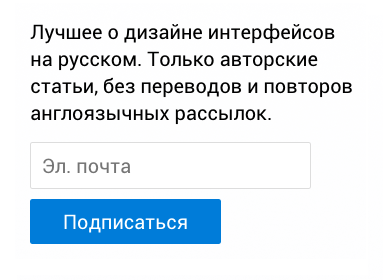 Лучшее о дизайне интерфейсов
на русском. Только авторские
статьи, без переводов и повторов
англоязычных рассылок.
Эл. почта
Подписаться